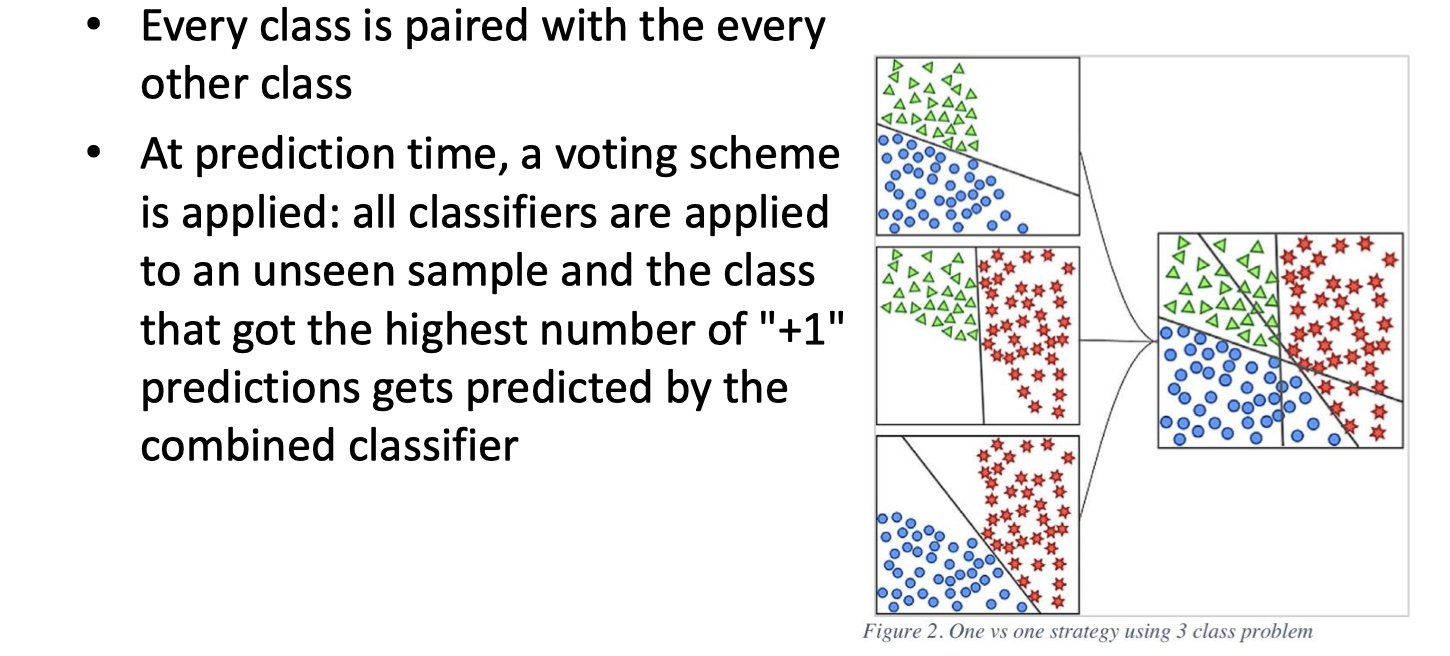 • Every class is paired with the every
other class
• At prediction time, a voting scheme
is applied: all classifiers are applied
to an unseen sample and the class
that got the highest number of "+1"
predictions gets predicted by the
combined classifier
Figure 2. One vs one strategy using 3 class problem